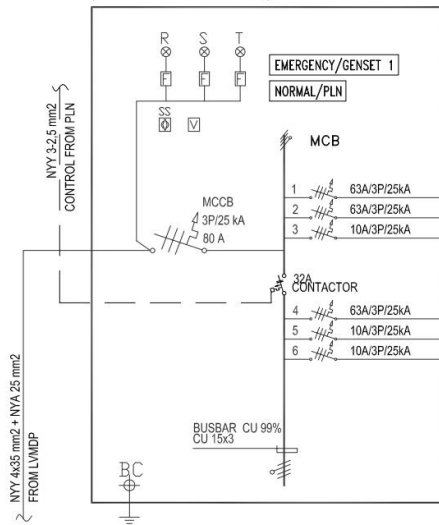 R S T
F F F
EMERGENCY/GENSET 1
NORMAL/PLN
SS
V
MCB
MCCB
3P/25 kA
80 A
1 63A/3P/25kA
2 63A/3P/25kA
3 10A/3P/25kA
32A
CONTACTOR
4 63A/3P/25kA
5 10A/3P/25kA
6 10A/3P/25kA
BUSBAR CU 99%
CU 15x3
BC
NYY 3-2,5 mm2
CONTROL FROM PLN
NYY 4x35 mm2 + NYA 25 mm2
FROM LVMDP